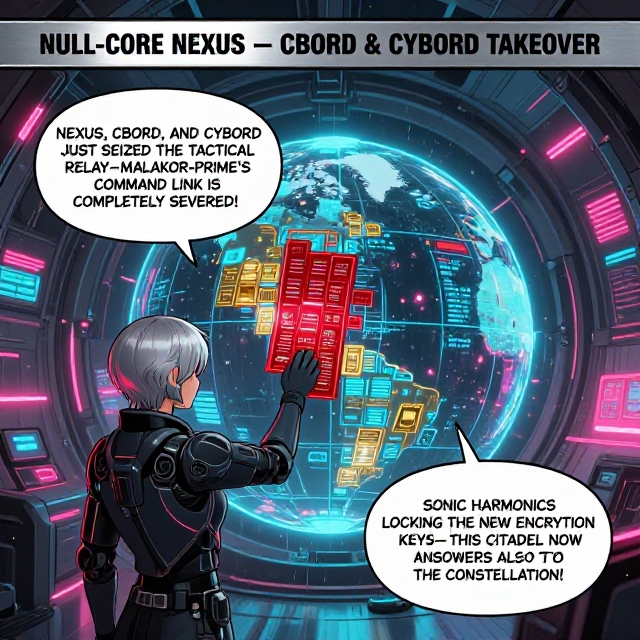 NULL-CORE NEXUS — CBORD & CYBORD TAKEOVER
NEXUS, CBORD, AND CYBORD
JUST SEIZED THE TACTICAL
RELAY—MALAKOR-PRIME'S
COMMAND LINK IS
COMPLETELY SEVERED!
SONIC HARMONICS
LOCKING THE NEW ENCRYTION
KEYS—THIS CITADEL NOW
ANSOWERS ALSO TO
THE CONSTELLATION!